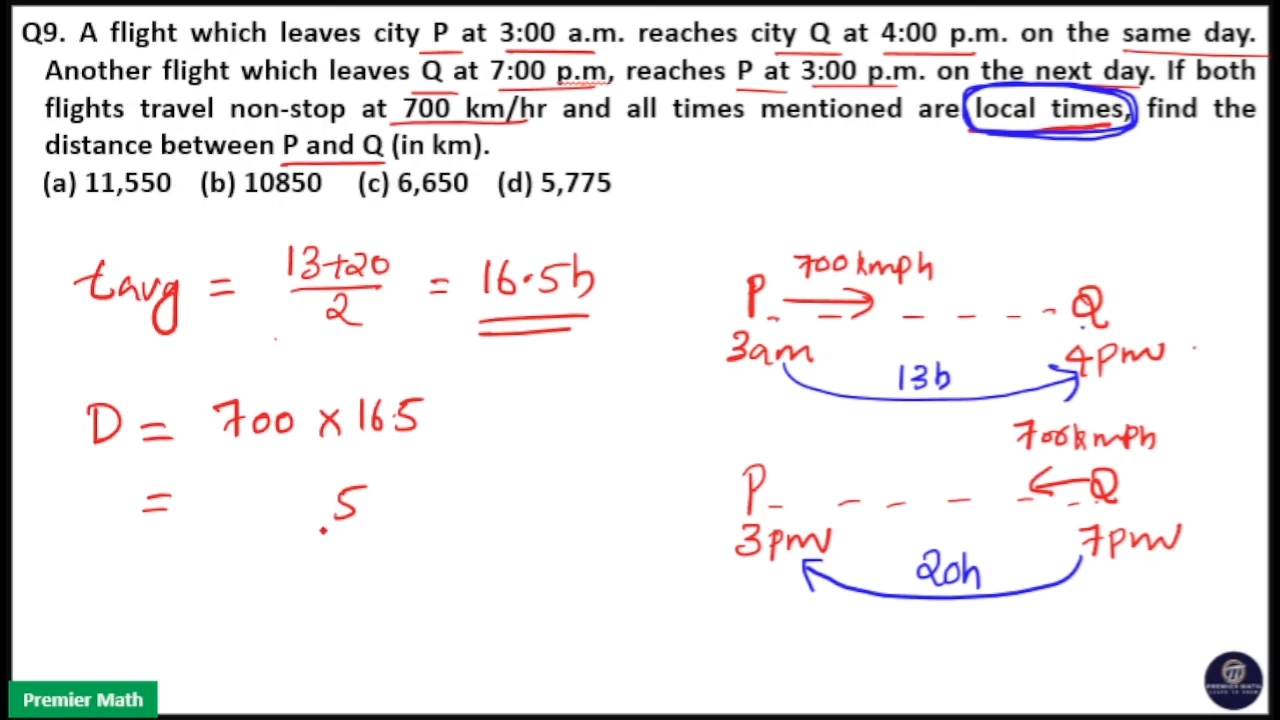 Q9. A flight which leaves city P at 3:00 a.m. reaches city Q at 4:00 p.m. on the same day.
Another flight which leaves Q at 7:00 p.m, reaches P at 3:00 p.m. on the next day. If both
flights travel non-stop at 700 km/hr and all times mentioned are local times, find the
distance between P and Q (in km).
(a) 11,550 (b) 10850 (c) 6,650 (d) 5,775
tavg = 13+20 / 2 = 16.5h
D = 700 × 16.5
= 5
700kmph
P Q
3am 4pm
13h
700kmph
P Q
3pm 7pm
20h
Premier Math
PREMIER MATH